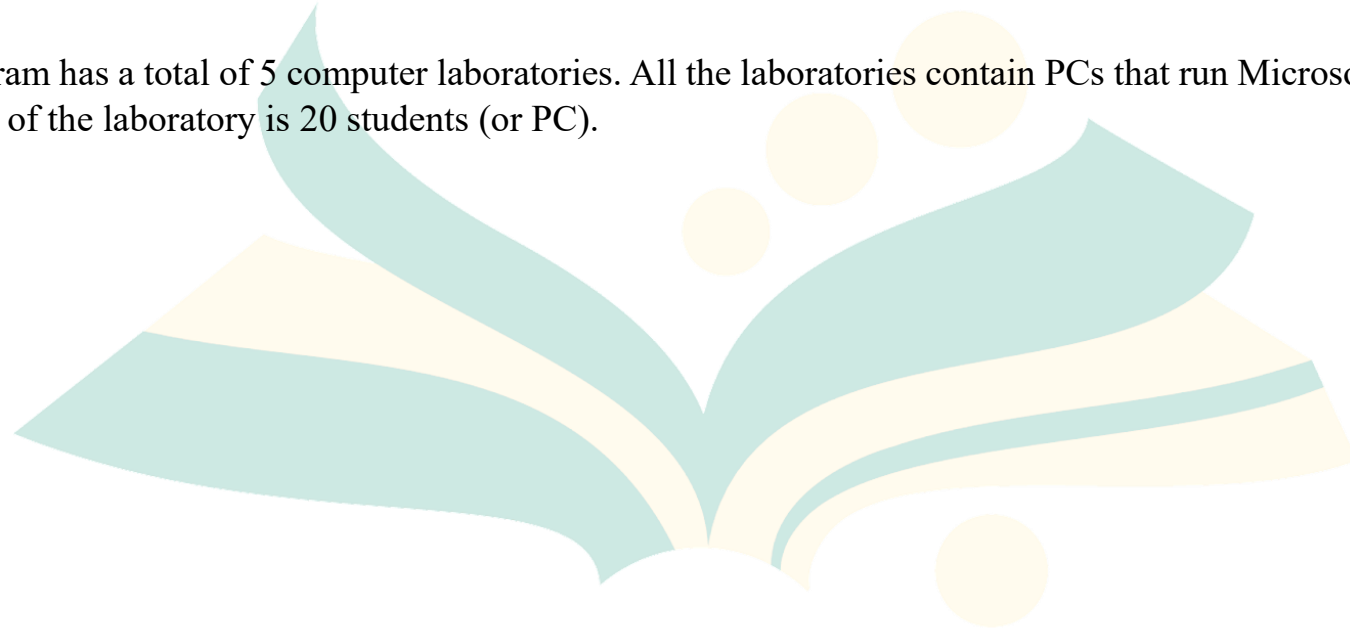 ram has a total of 5 computer laboratories. All the laboratories contain PCs that run Microso
of the laboratory is 20 students (or PC).